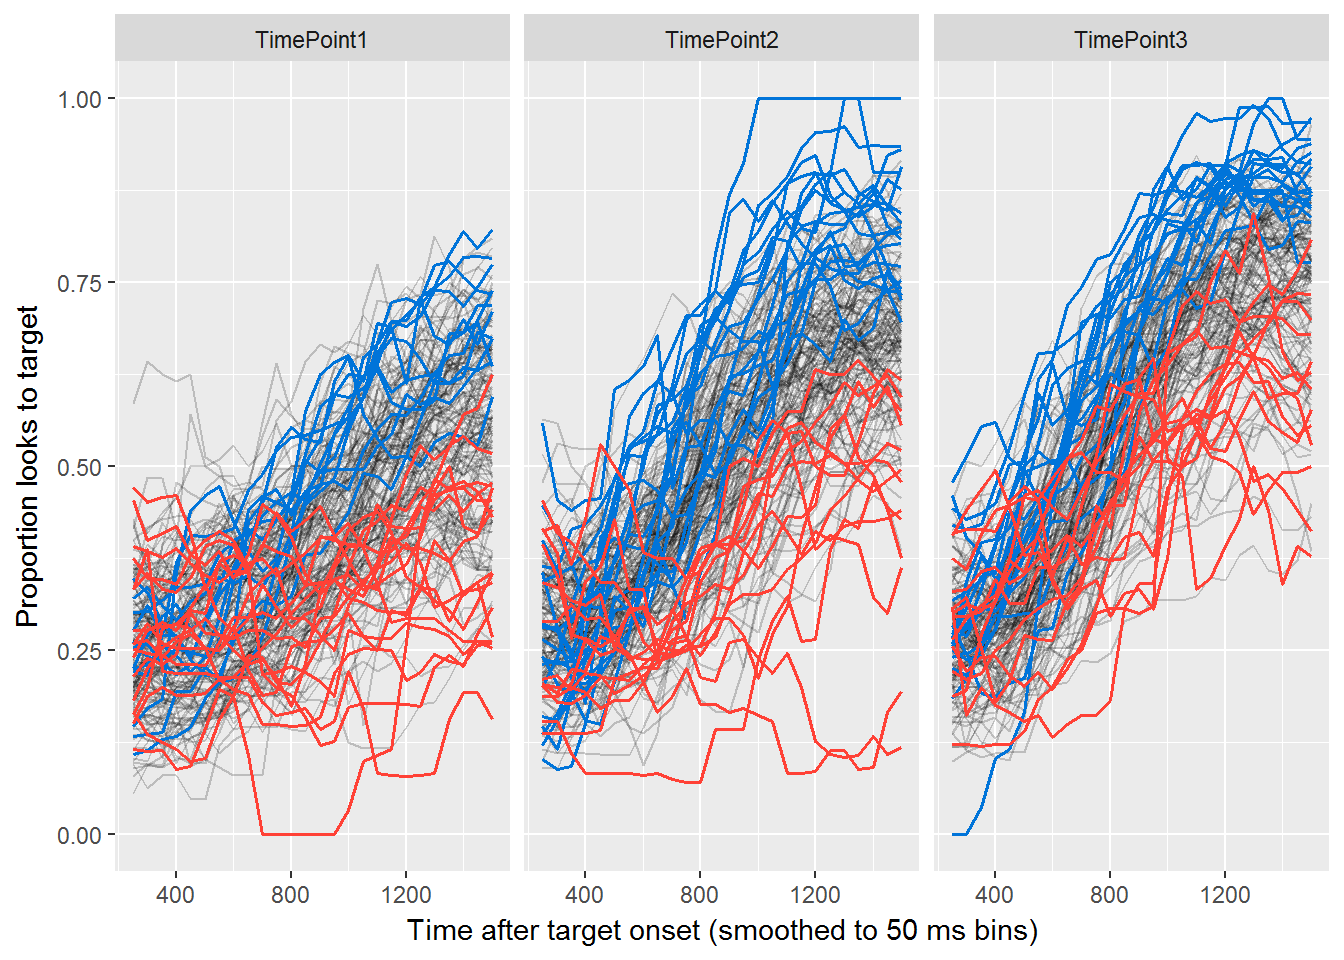 TimePoint1 TimePoint2 TimePoint3
1.00
0.75
0.50
0.25
0.00
Proportion looks to target
400 800 1200 400 800 1200 400 800 1200
Time after target onset (smoothed to 50 ms bins)